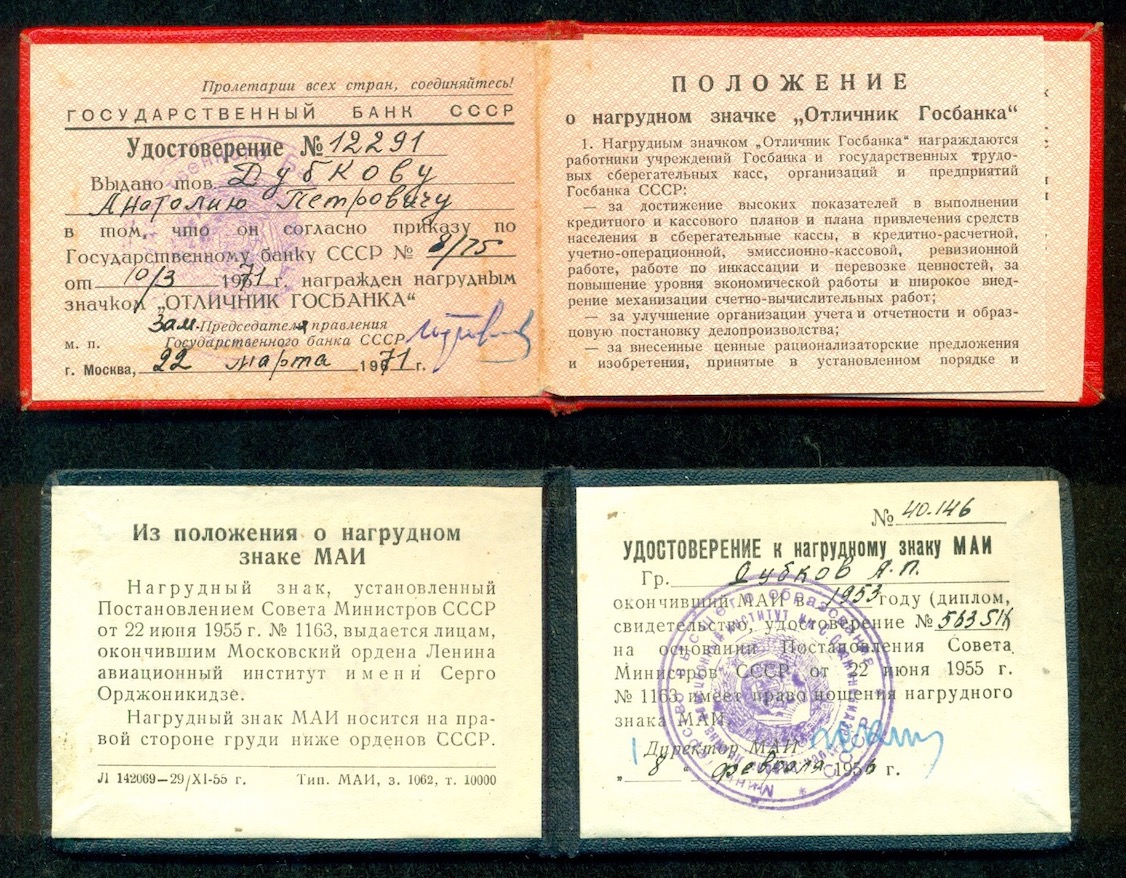 Пролетарии всех стран, соединяйтесь!
ГОСУДАРСТВЕННЫЙ БАНК СССР
Удостоверение № 12291
Выдано тов. Дубкову
Анатолию Петровичу
в том, что он согласно приказу по
Государственному банку СССР № 8/75
от 10/3 1971 г. награжден нагрудным
значком „ОТЛИЧНИК ГОСБАНКА“
Зам. Председателя правления
Государственного банка СССР
м. п.
г. Москва, 22 марта 1971 г.
ПОЛОЖЕНИЕ
о нагрудном значке „Отличник Госбанка“
1. Нагрудным значком „Отличник Госбанка“ награждаются
работники учреждений Госбанка и государственных трудо-
вых сберегательных касс, организаций и предприятий
Госбанка СССР:
— за достижение высоких показателей в выполнении
кредитного и кассового планов и плана привлечения средств
населения в сберегательные кассы, в кредитно-расчетной,
учетно-операционной, эмиссионно-кассовой, ревизионной
работе, работе по инкассации и перевозке ценностей, за
повышение уровня экономической работы и широкое внед-
рение механизации счетно-вычислительных работ;
— за улучшение организации учета и отчетности и образ-
цовую постановку делопроизводства;
— за внесенные ценные рационализаторские предложения
и изобретения, принятые в установленном порядке и
Из положения о нагрудном
знаке МАИ
Нагрудный знак, установленный
Постановлением Совета Министров СССР
от 22 июня 1955 г. № 1163, выдается лицам,
окончившим Московский ордена Ленина
авиационный институт имени Серго
Орджоникидзе.
Нагрудный знак МАИ носится на пра-
вой стороне груди ниже орденов СССР.
Л 142069—29/XI-55 г. Тип. МАИ, з. 1062, т. 10000
№ 40.146
УДОСТОВЕРЕНИЕ к нагрудному знаку МАИ
Гр. Дубков А.П.
окончивший МАИ в 1953 году (диплом,
свидетельство, удостоверение №
на основании Постановления Совета
Министров СССР от 22 июня 1955 г.
№ 1163 имеет право ношения нагрудного
знака МАИ.
Директор МАИ
„8“ февраля 1956 г.